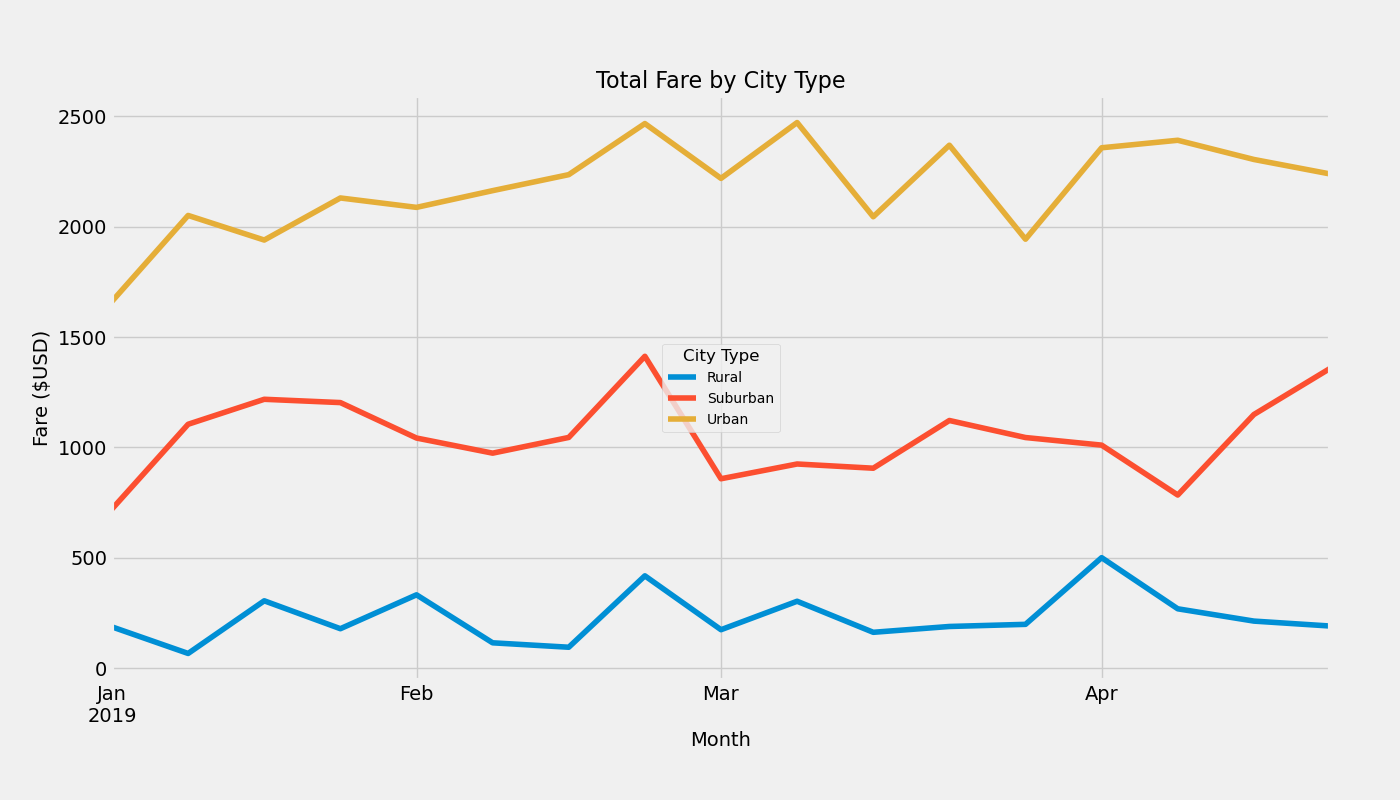 Total Fare by City Type
Fare ($USD)
2500
2000
1500
1000
500
0
City Type
Rural
Suburban
Urban
Jan
2019
Feb
Mar
Apr
Month